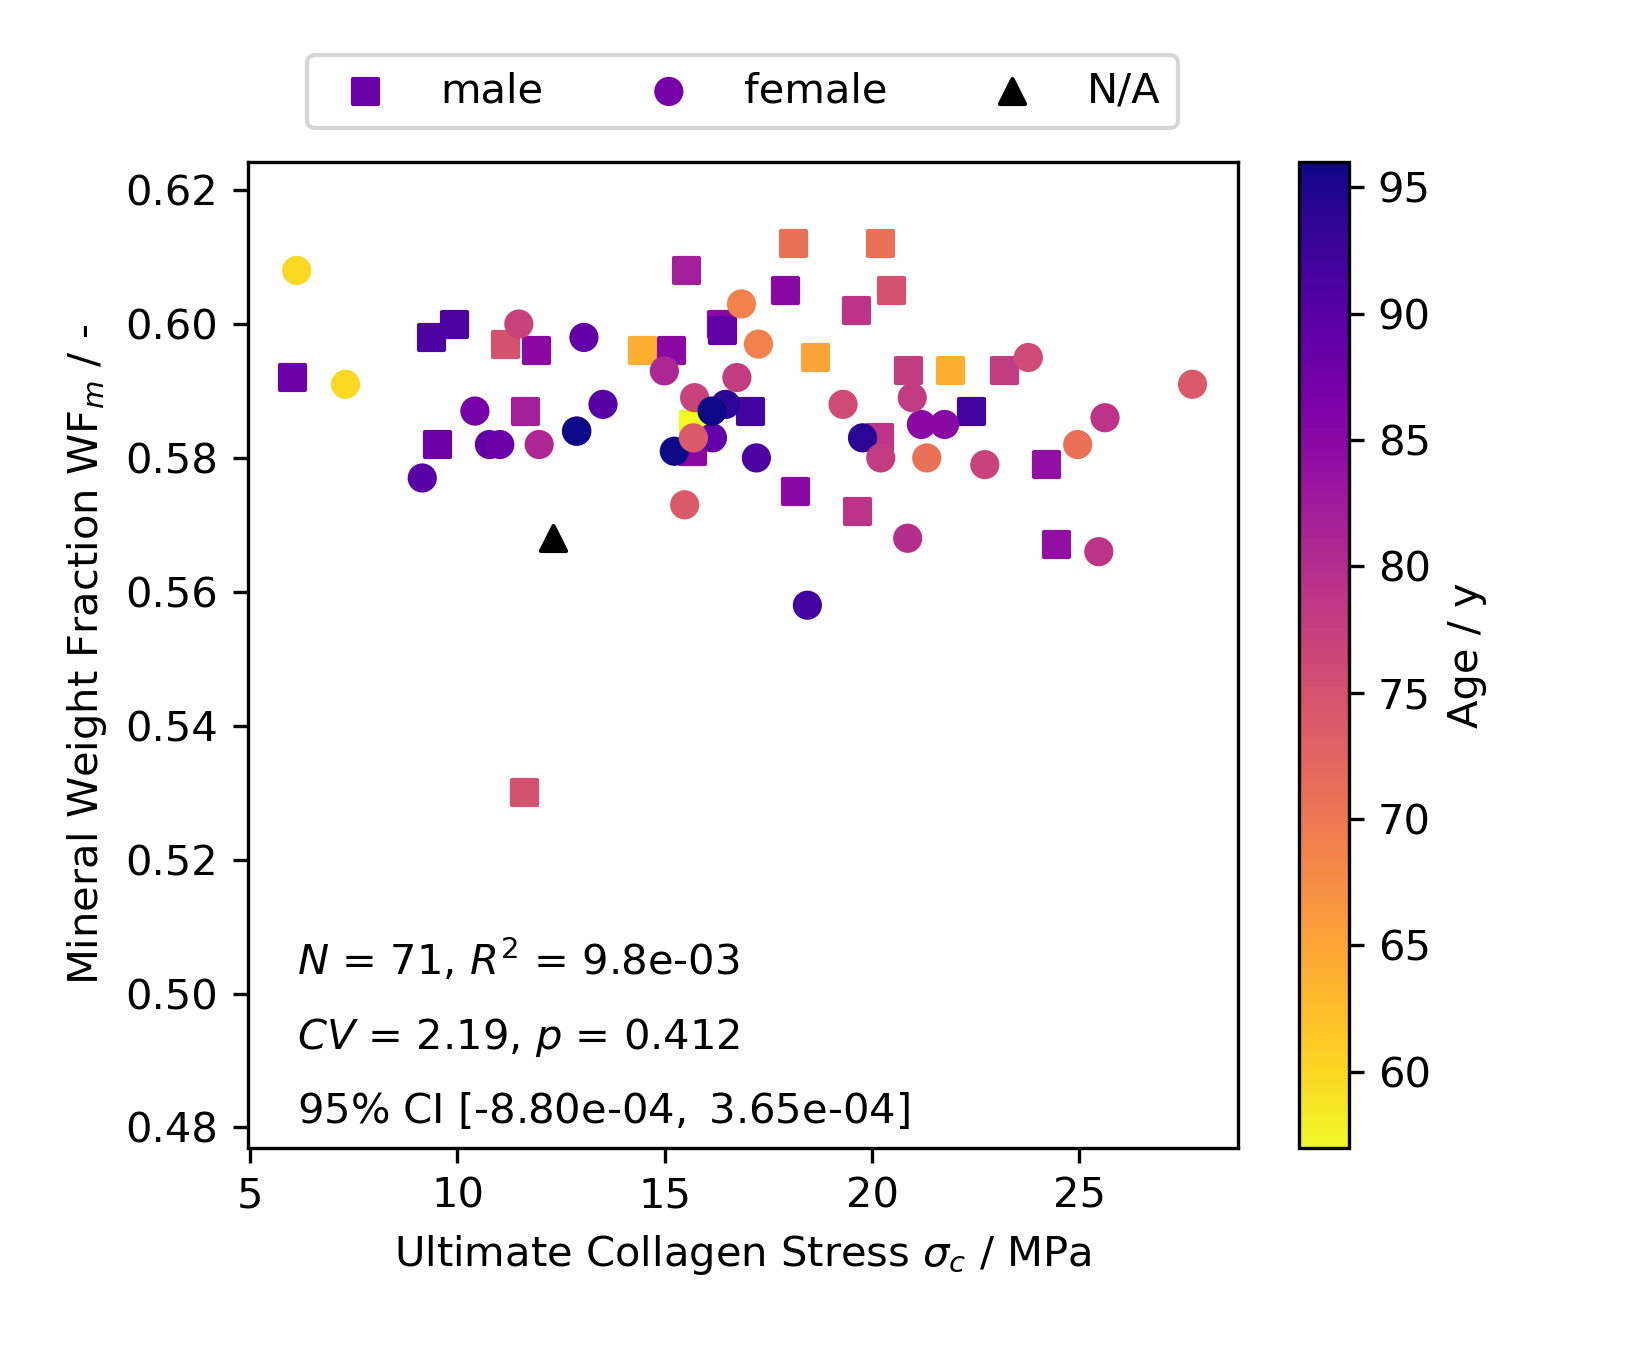 male female N/A
0.62
0.60
0.58
0.56
0.54
0.52
0.50
0.48
Mineral Weight Fraction WFₘ / -
N = 71, R² = 9.8e-03
CV = 2.19, p = 0.412
95% CI [-8.80e-04, 3.65e-04]
5 10 15 20 25
Ultimate Collagen Stress σ_c / MPa
95
90
85
80
75
70
65
60
Age / y